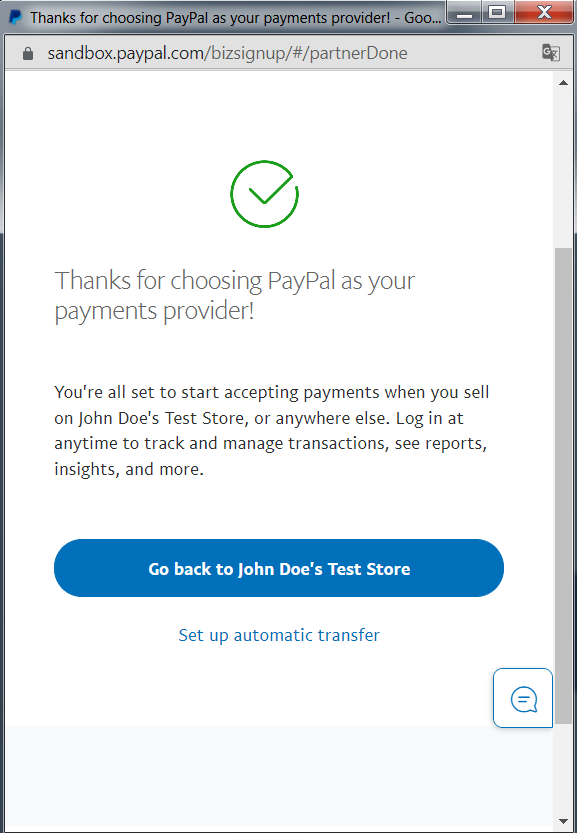 Thanks for choosing PayPal as your payments provider! - Goo...
sandbox.paypal.com/bizsignup/#/partnerDone
Thanks for choosing PayPal as your
payments provider!
You're all set to start accepting payments when you sell
on John Doe's Test Store, or anywhere else. Log in at
anytime to track and manage transactions, see reports,
insights, and more.
Go back to John Doe's Test Store
Set up automatic transfer